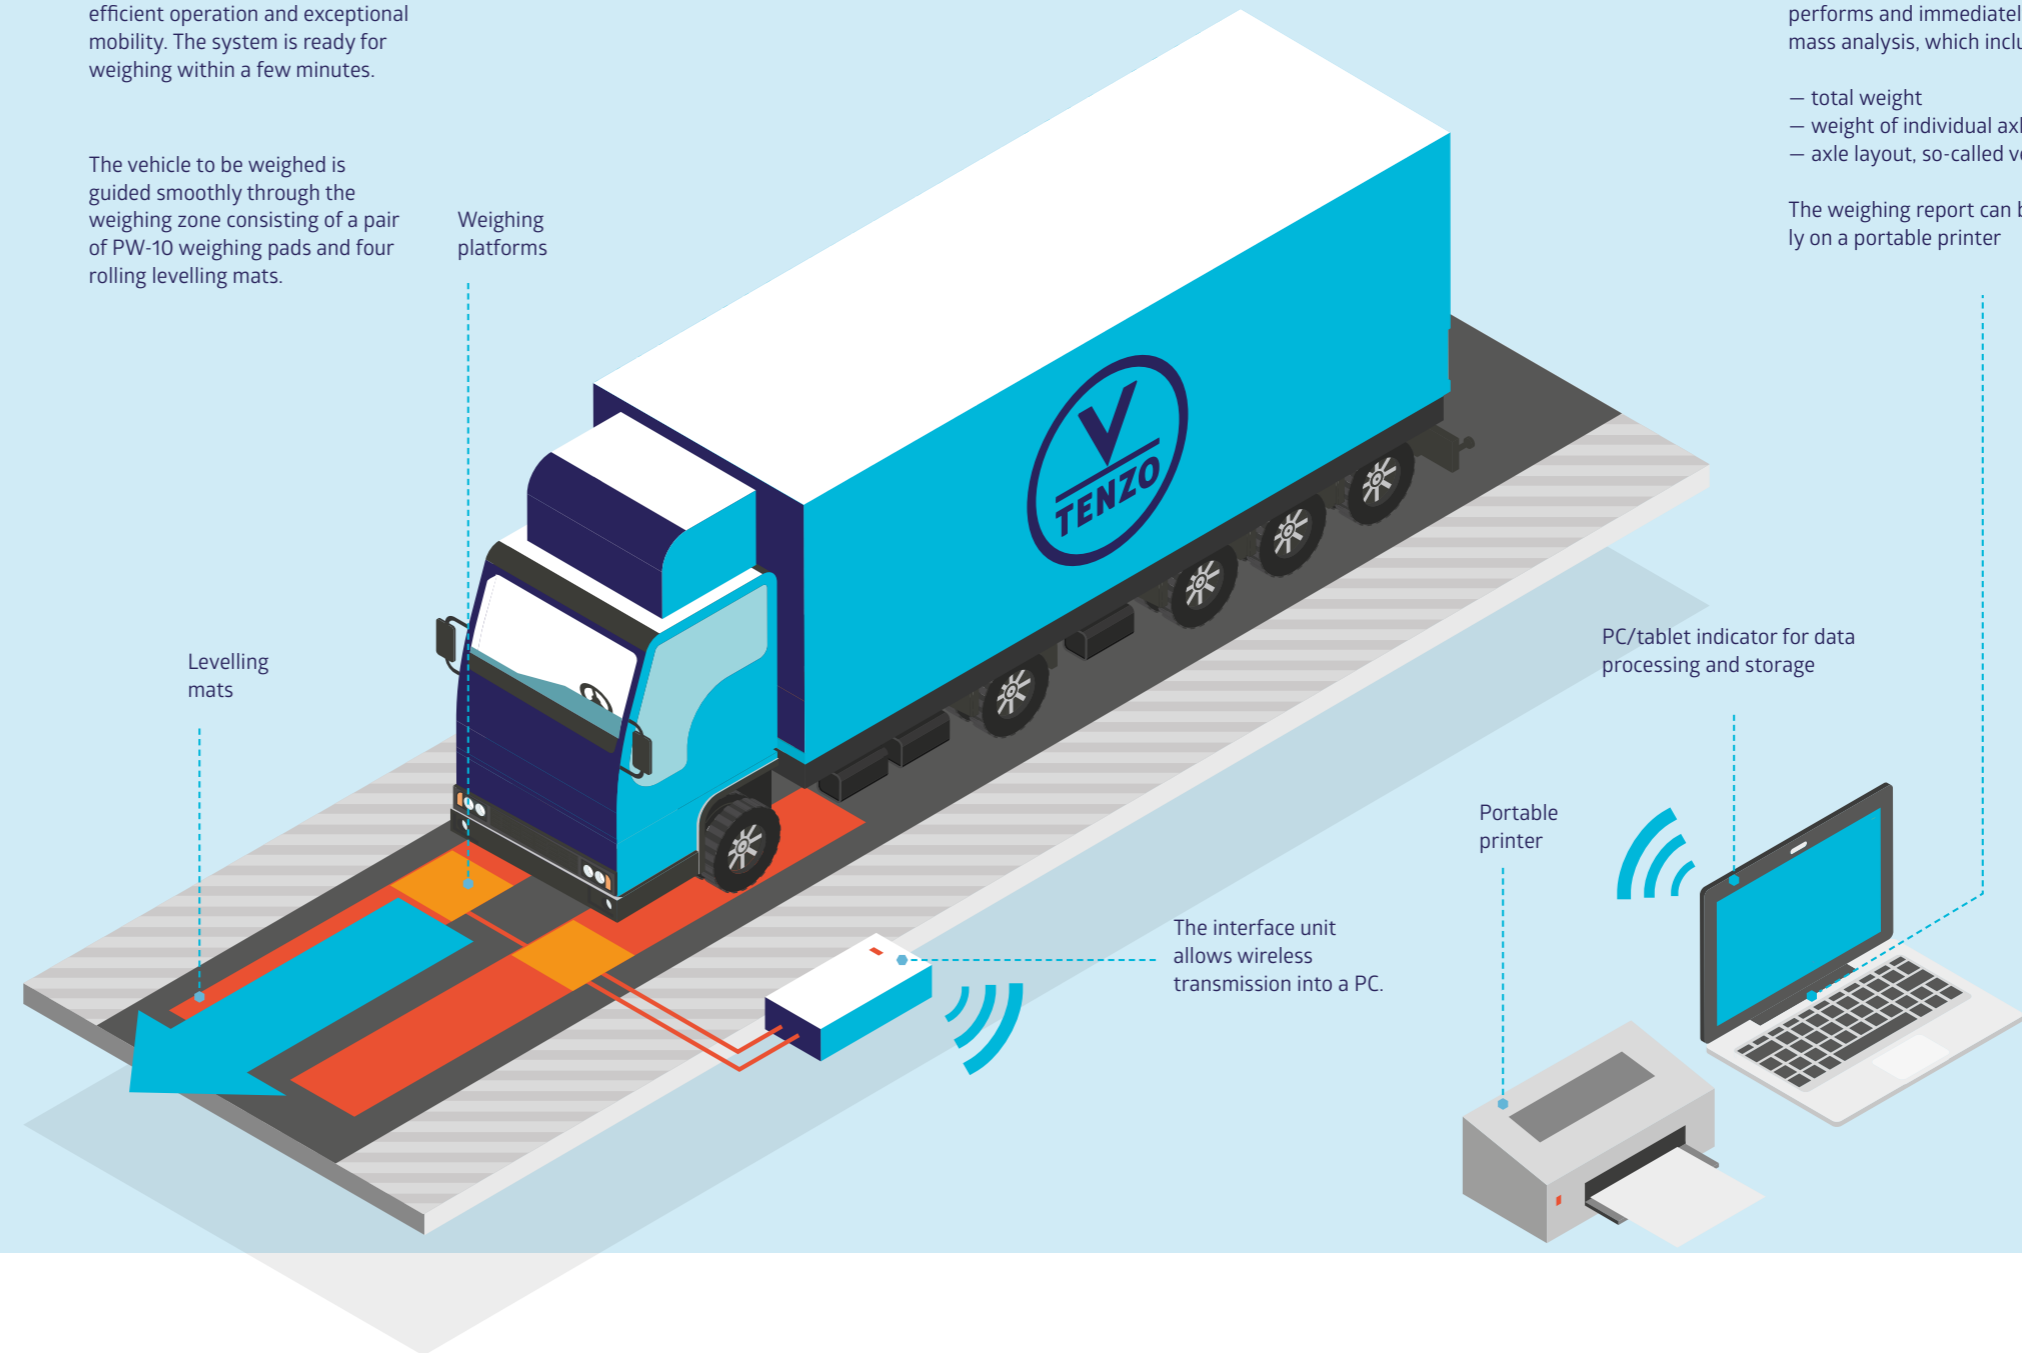 efficient operation and exceptional
mobility. The system is ready for
weighing within a few minutes.
The vehicle to be weighed is
guided smoothly through the
weighing zone consisting of a pair
of PW-10 weighing pads and four
rolling levelling mats.
Weighing
platforms
performs and
mass analysis, which
— total weight
— weight of individual
— axle layout, so-called
The weighing report can
ly on a portable printer
V
TENZO
Levelling
mats
PC/tablet indicator for data
processing and storage
Portable
printer
The interface unit
allows wireless
transmission into a PC.